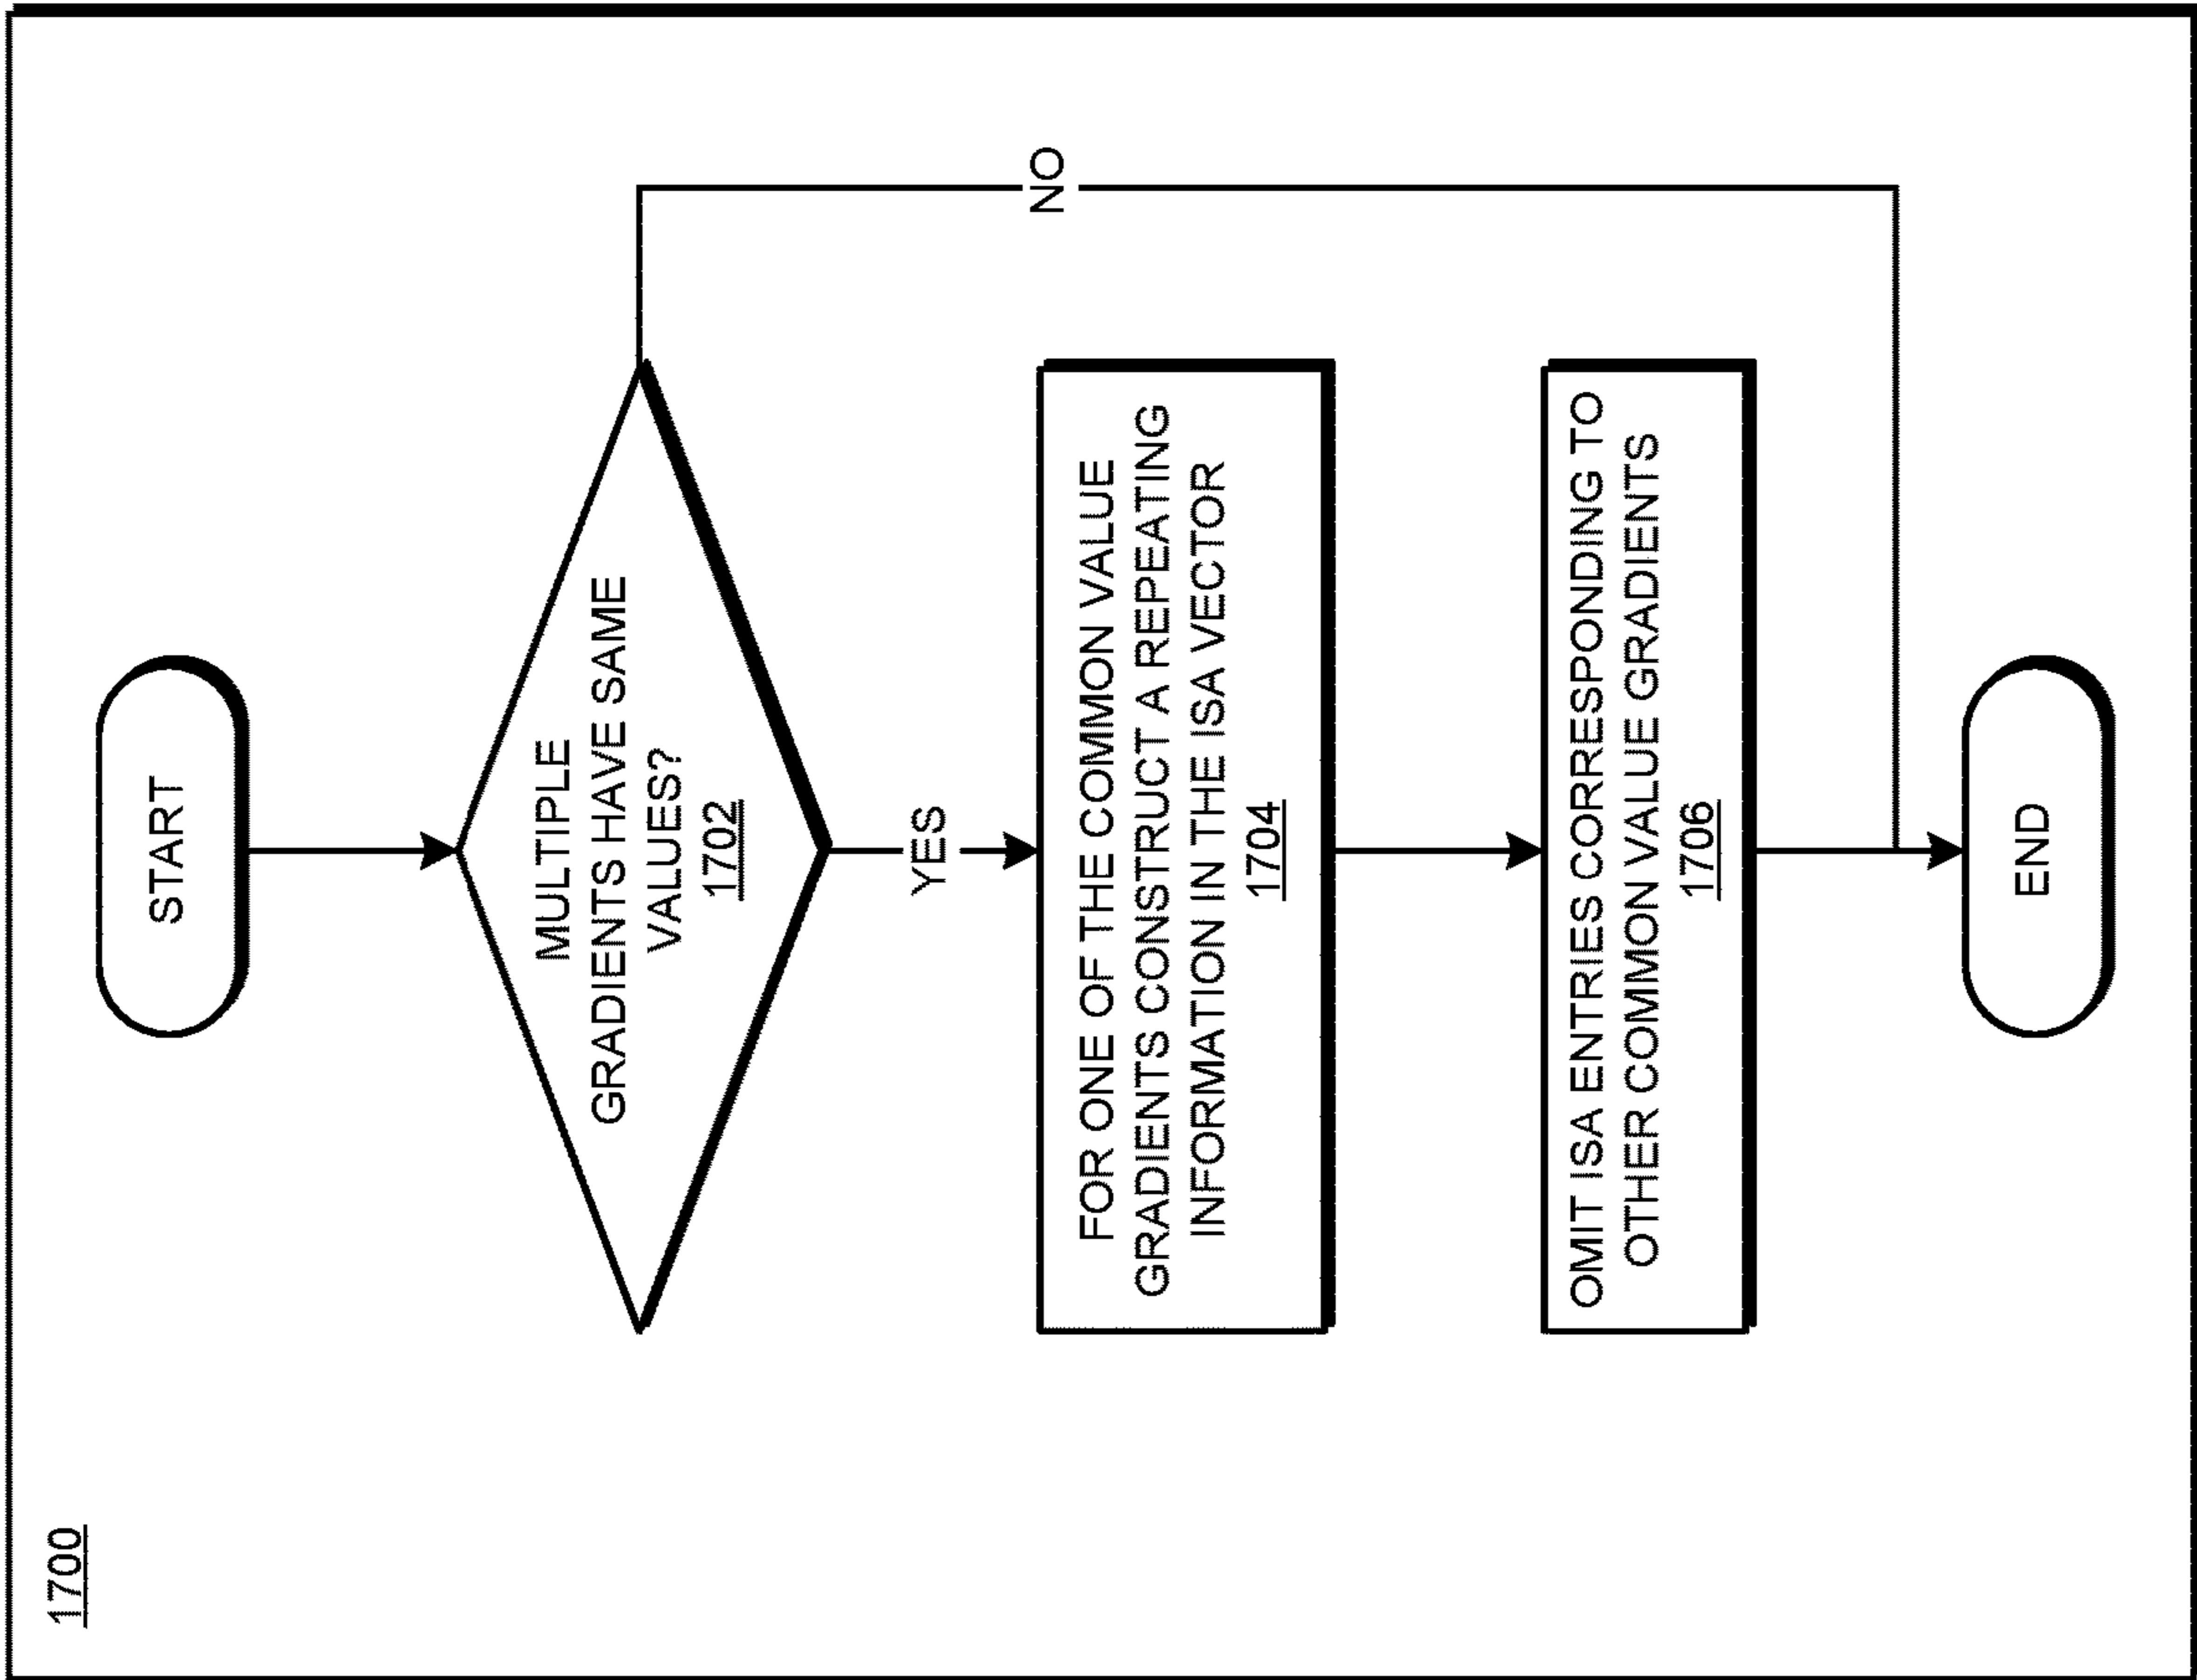 1700
START
MULTIPLE
GRADIENTS HAVE SAME
VALUES?
1702
NO
YES
FOR ONE OF THE COMMON VALUE
GRADIENTS CONSTRUCT A REPEATING
INFORMATION IN THE ISA VECTOR
1704
OMIT ISA ENTRIES CORRESPONDING TO
OTHER COMMON VALUE GRADIENTS
1706
END